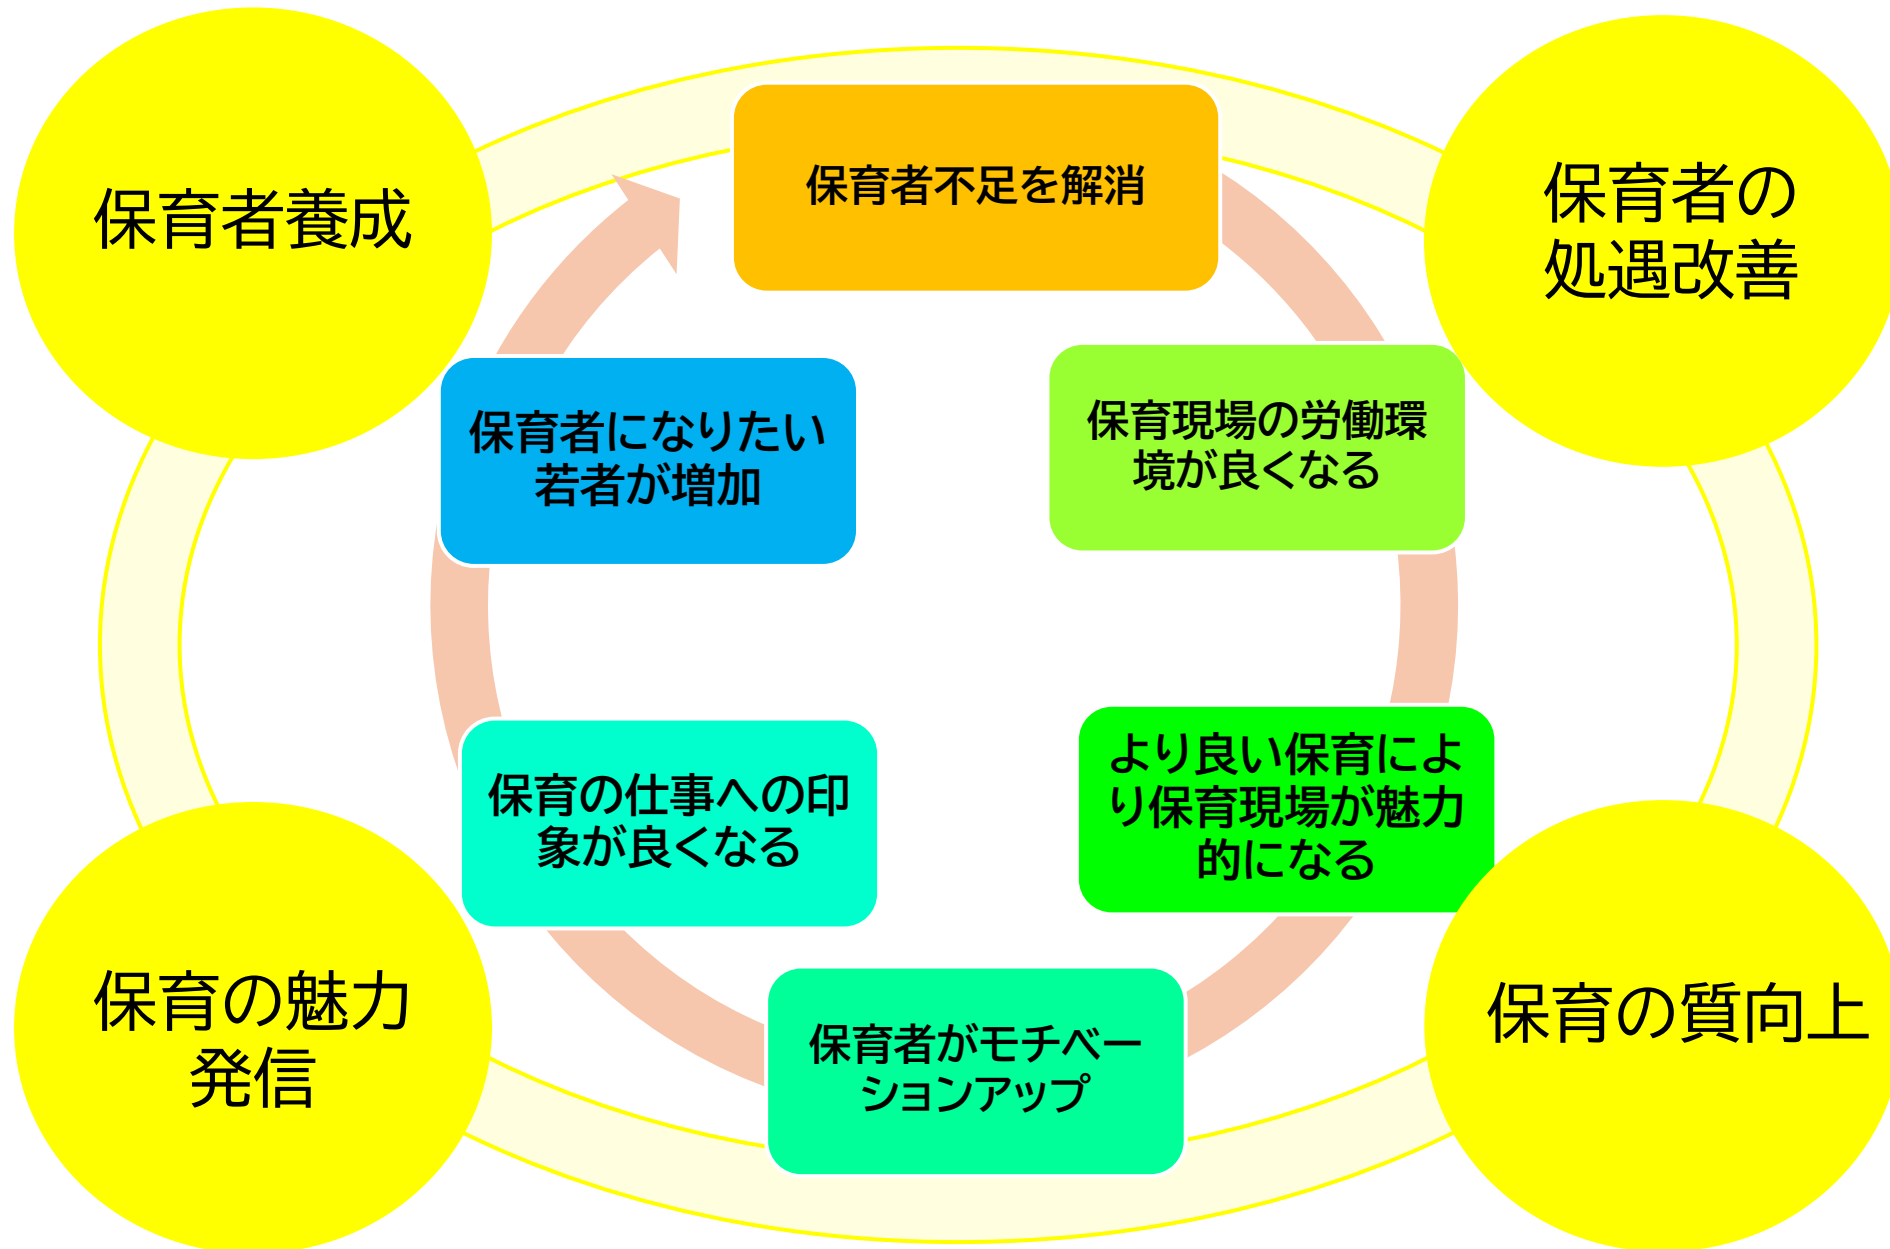 保育者養成
保育者不足を解消
保育者の
処遇改善
保育者になりたい
若者が増加
保育現場の労働環
境が良くなる
保育の仕事への印
象が良くなる
より良い保育によ
り保育現場が魅力
的になる
保育の魅力
発信
保育者がモチベー
ションアップ
保育の質向上